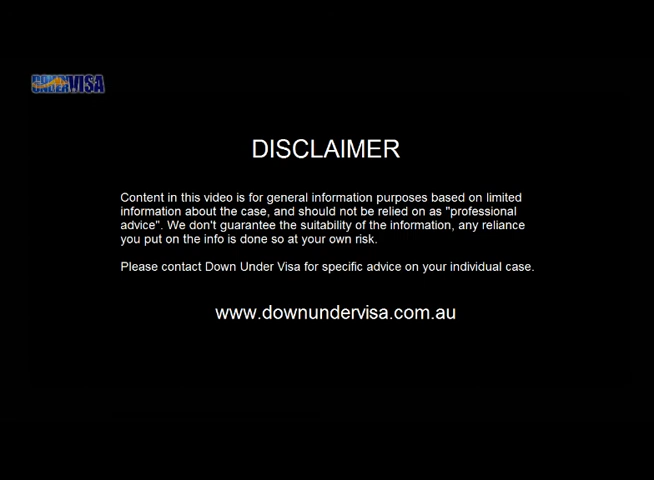 DOWN
UNDER VISA
DISCLAIMER
Content in this video is for general information purposes based on limited
information about the case, and should not be relied on as "professional
advice". We don't guarantee the suitability of the information, any reliance
you put on the info is done so at your own risk.
Please contact Down Under Visa for specific advice on your individual case.
www.downundervisa.com.au